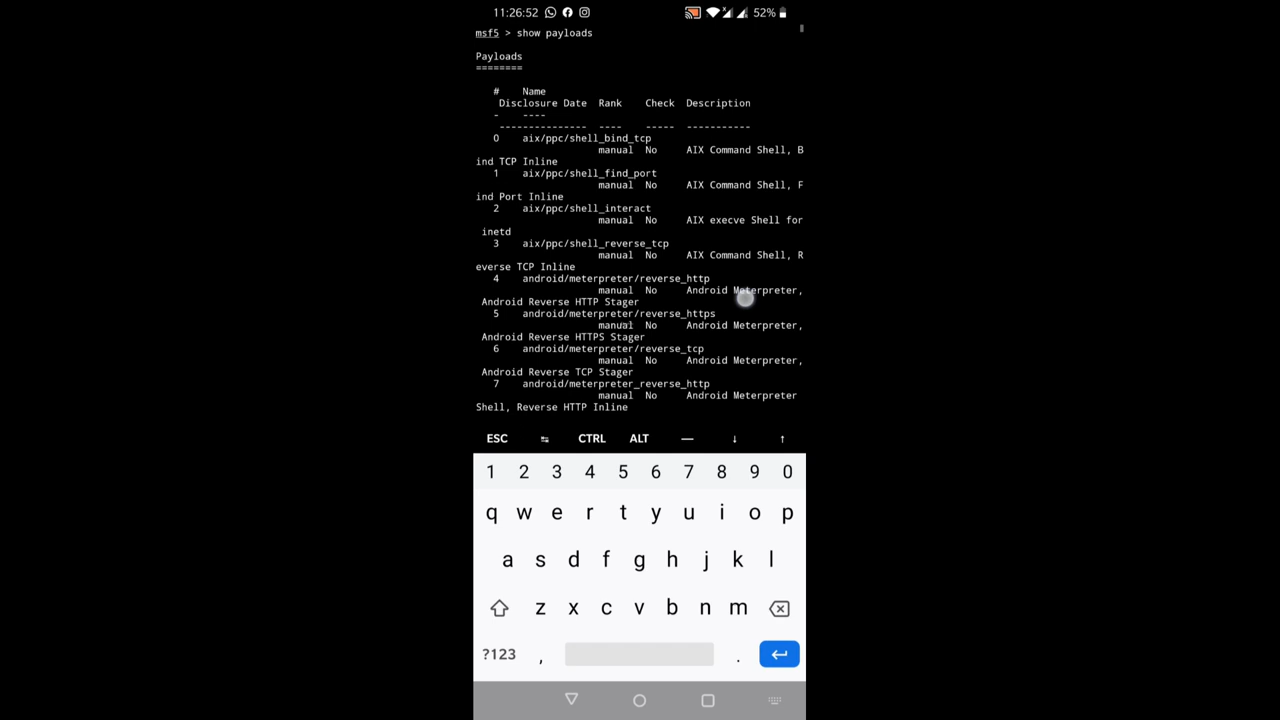 11:26:52 52%
msf5 > show payloads
Payloads
========
# Name
Disclosure Date Rank Check Description
- ----
--------------- ---- ----- -----------
0 aix/ppc/shell_bind_tcp
manual No AIX Command Shell, B
ind TCP Inline
1 aix/ppc/shell_find_port
manual No AIX Command Shell, F
ind Port Inline
2 aix/ppc/shell_interact
manual No AIX execve Shell for
inetd
3 aix/ppc/shell_reverse_tcp
manual No AIX Command Shell, R
everse TCP Inline
4 android/meterpreter/reverse_http
manual No Android Meterpreter,
Android Reverse HTTP Stager
5 android/meterpreter/reverse_https
manual No Android Meterpreter,
Android Reverse HTTPS Stager
6 android/meterpreter/reverse_tcp
manual No Android Meterpreter,
Android Reverse TCP Stager
7 android/meterpreter_reverse_http
manual No Android Meterpreter
Shell, Reverse HTTP Inline
ESC ↹ CTRL ALT — ↓ ↑
1 2 3 4 5 6 7 8 9 0
q w e r t y u i o p
a s d f g h j k l
z x c v b n m
?123 , .